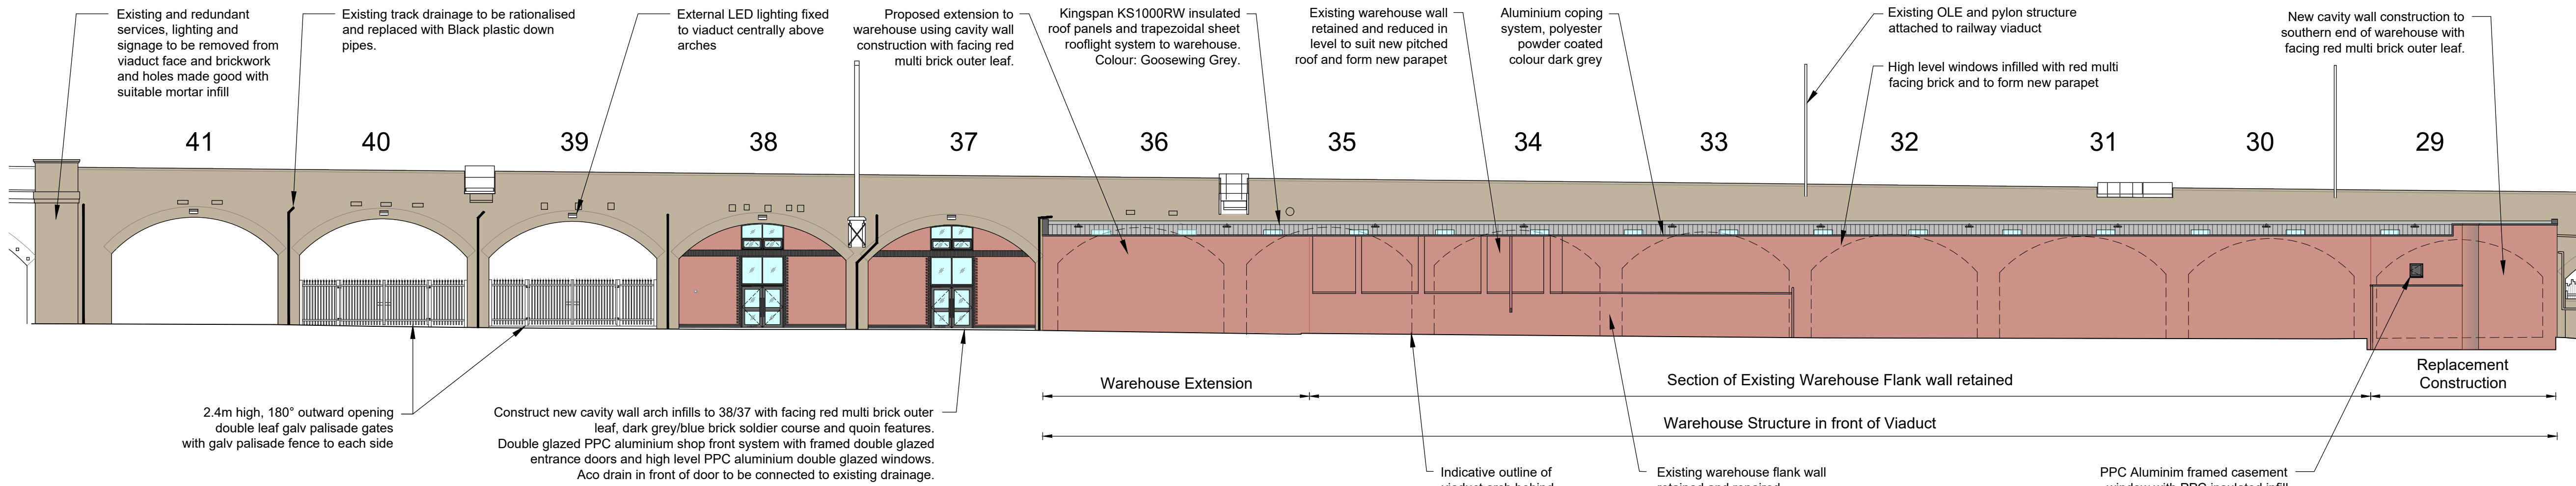 Existing and redundant
services, lighting and
signage to be removed from
viaduct face and brickwork
and holes made good with
suitable mortar infill
Existing track drainage to be rationalised
and replaced with Black plastic down
pipes.
External LED lighting fixed
to viaduct centrally above
arches
Proposed extension to
warehouse using cavity wall
construction with facing red
multi brick outer leaf.
Kingspan KS1000RW insulated
roof panels and trapezoidal sheet
rooflight system to warehouse.
Colour: Goosewing Grey.
Existing warehouse wall
retained and reduced in
level to suit new pitched
roof and form new parapet
Aluminium coping
system, polyester
powder coated
colour dark grey
Existing OLE and pylon structure
attached to railway viaduct
High level windows infilled with red multi
facing brick and to form new parapet
New cavity wall construction to
southern end of warehouse with
facing red multi brick outer leaf.
41 40 39 38 37 36 35 34 33 32 31 30 29
2.4m high, 180° outward opening
double leaf galv palisade gates
with galv palisade fence to each side
Construct new cavity wall arch infills to 38/37 with facing red multi brick outer
leaf, dark grey/blue brick soldier course and quoin features.
Double glazed PPC aluminium shop front system with framed double glazed
entrance doors and high level PPC aluminium double glazed windows.
Aco drain in front of door to be connected to existing drainage.
Warehouse Extension
Section of Existing Warehouse Flank wall retained
Replacement
Construction
Warehouse Structure in front of Viaduct
Indicative outline of
viaduct arch behind
Existing warehouse flank wall
retained and repaired
PPC Aluminim framed casement
window with PPC insulated infill